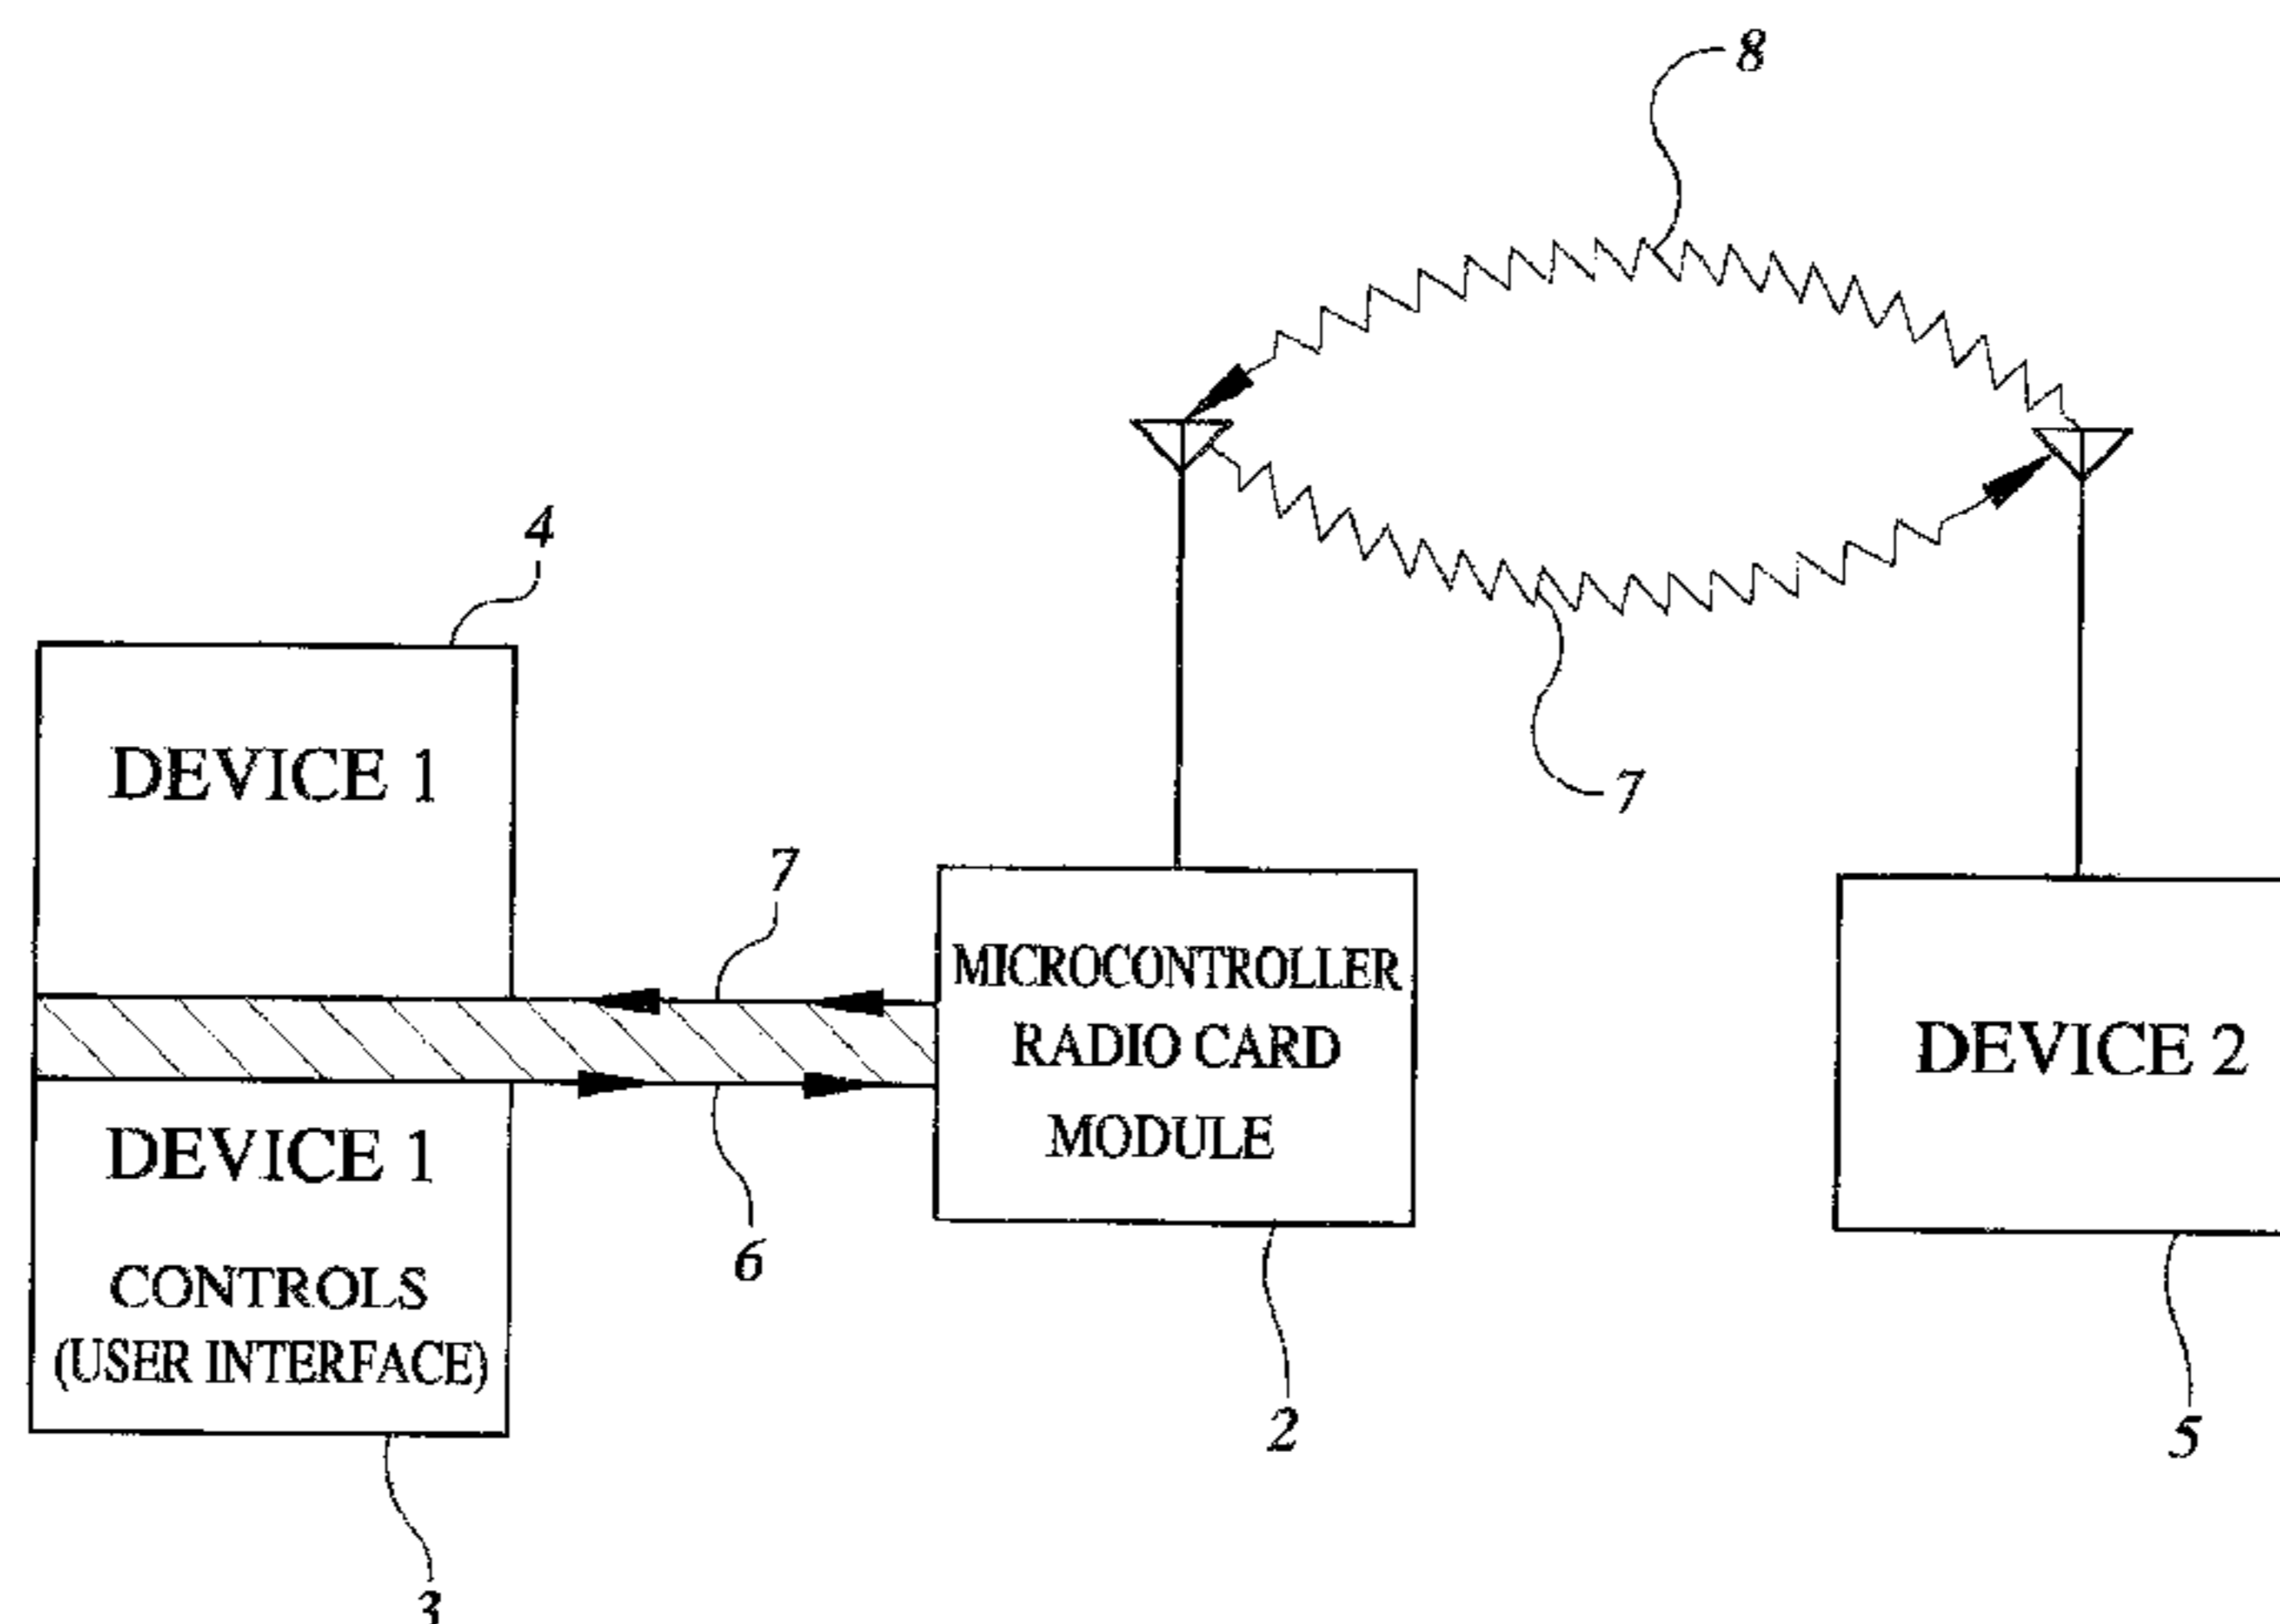 8
4
DEVICE 1
7
7
MICROCONTROLLER
RADIO CARD
MODULE
DEVICE 2
DEVICE 1
CONTROLS
(USER INTERFACE)
6
2
5
3